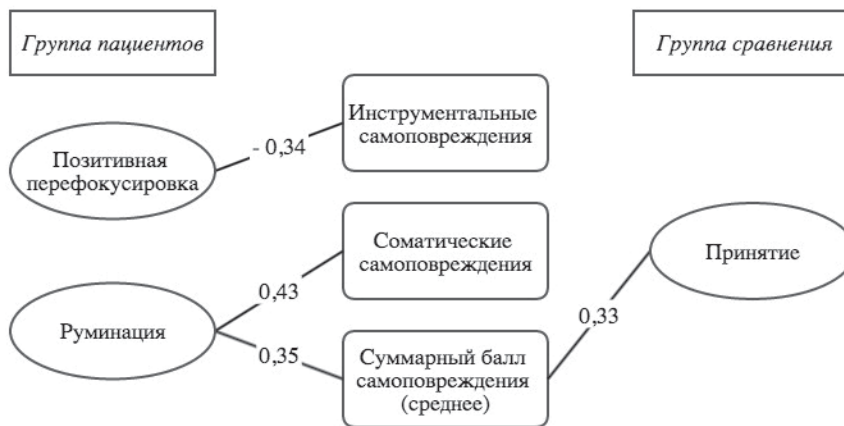 Группа пациентов
Группа сравнения
Инструментальные
самоповреждения
- 0,34
Позитивная
перефокусировка
Соматические
самоповреждения
Принятие
0,43
0,33
Руминация
0,35
Суммарный балл
самоповреждения
(среднее)